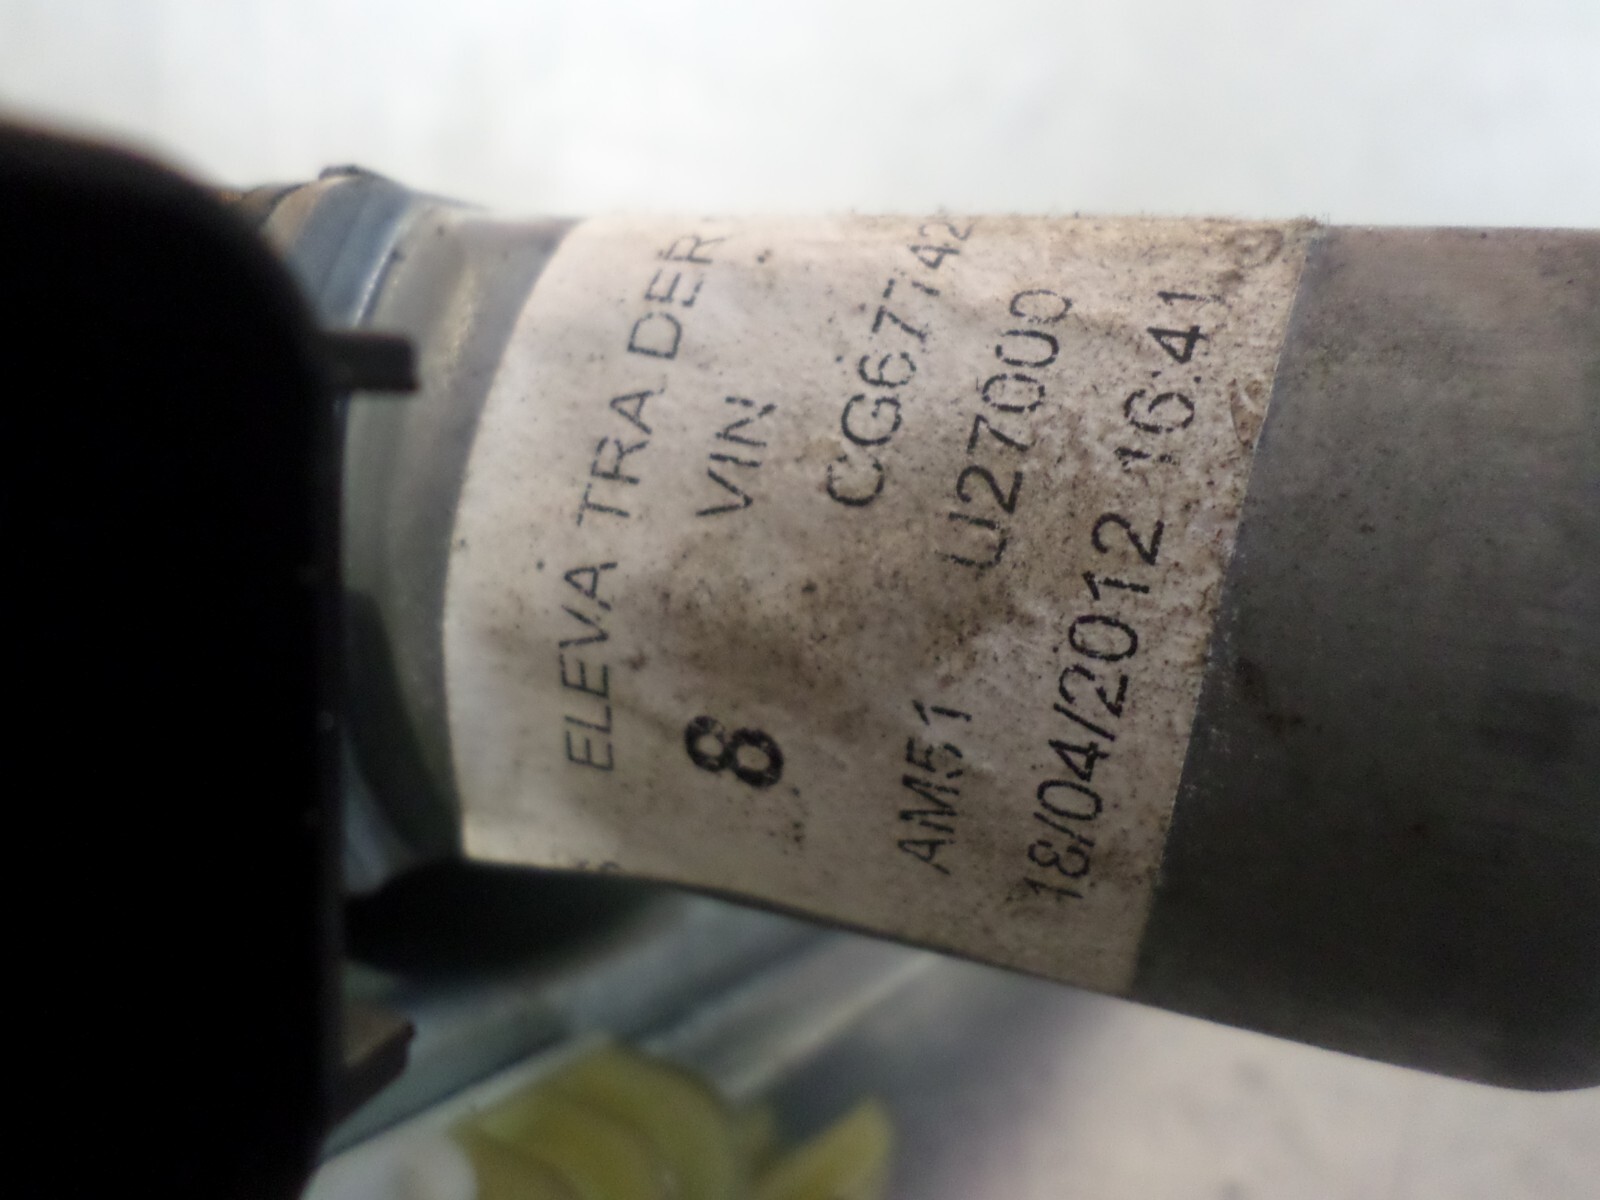 ELEVA TRA DER
VIN
8
CG67742
AM51 U27000
18/04/2012 16:41